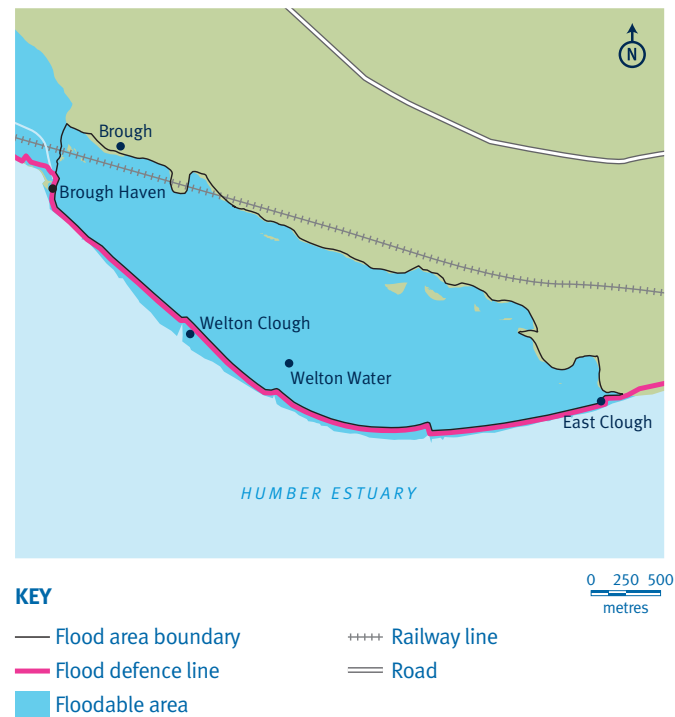 N
Brough
Brough Haven
Welton Clough
Welton Water
East Clough
HUMBER ESTUARY
0 250 500
metres
KEY
Flood area boundary
Railway line
Flood defence line
Road
Floodable area